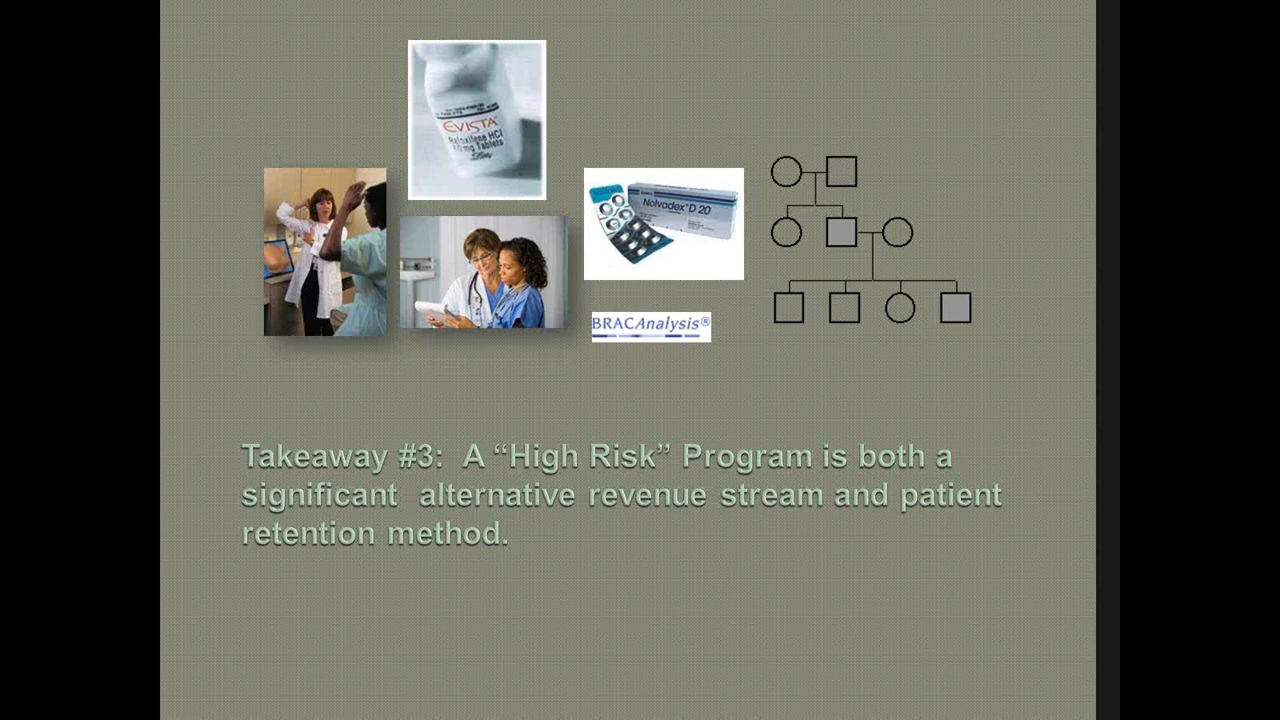 EVISTA
Raloxifene HCl
60 mg Tablets
Lilly
Nolvadex® D 20
BRACAnalysis®
Takeaway #3: A “High Risk” Program is both a
significant alternative revenue stream and patient
retention method.